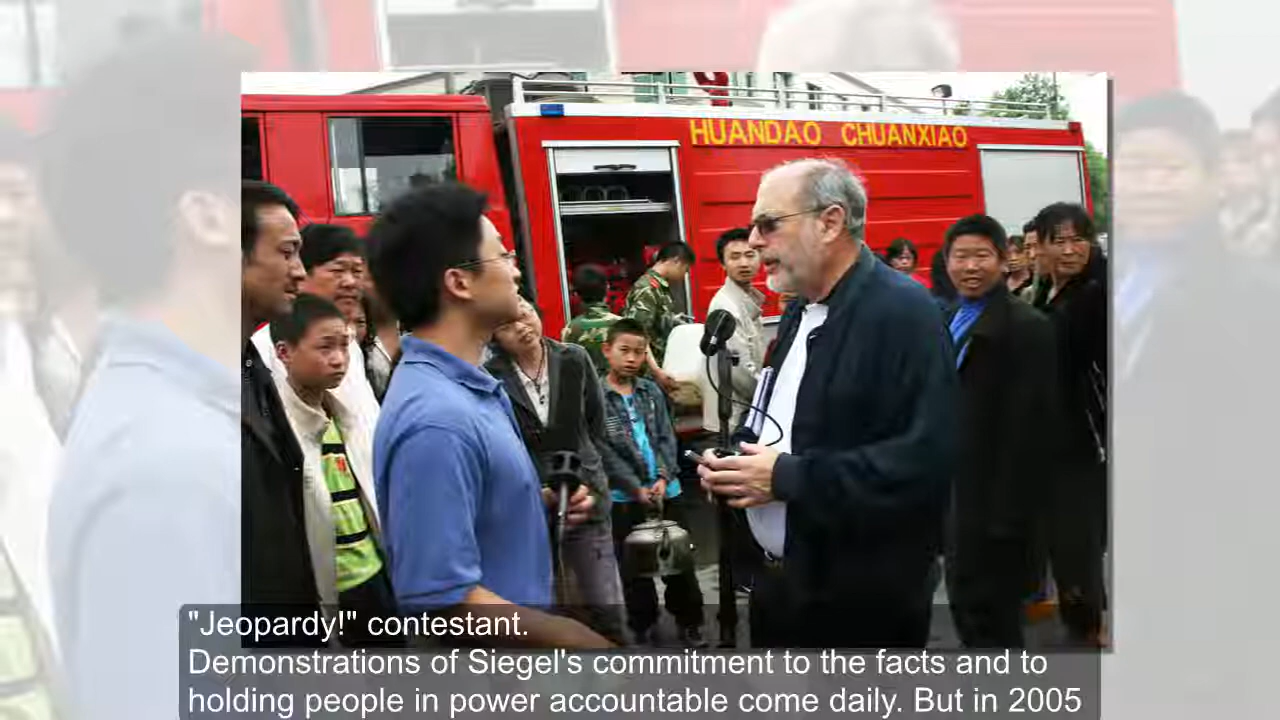 HUANDAO CHUANXIAO
"Jeopardy!" contestant.
Demonstrations of Siegel's commitment to the facts and to
holding people in power accountable come daily. But in 2005